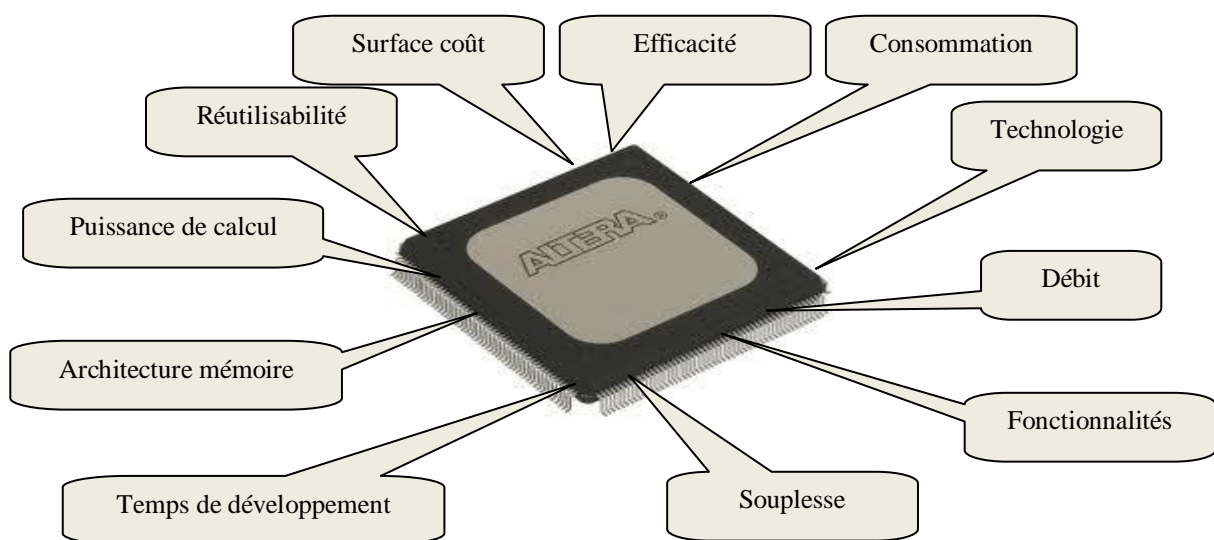 Surface coût
Efficacité
Consommation
Réutilisabilité
Technologie
Puissance de calcul
ALTERA®
Débit
Architecture mémoire
Fonctionnalités
Temps de développement
Souplesse